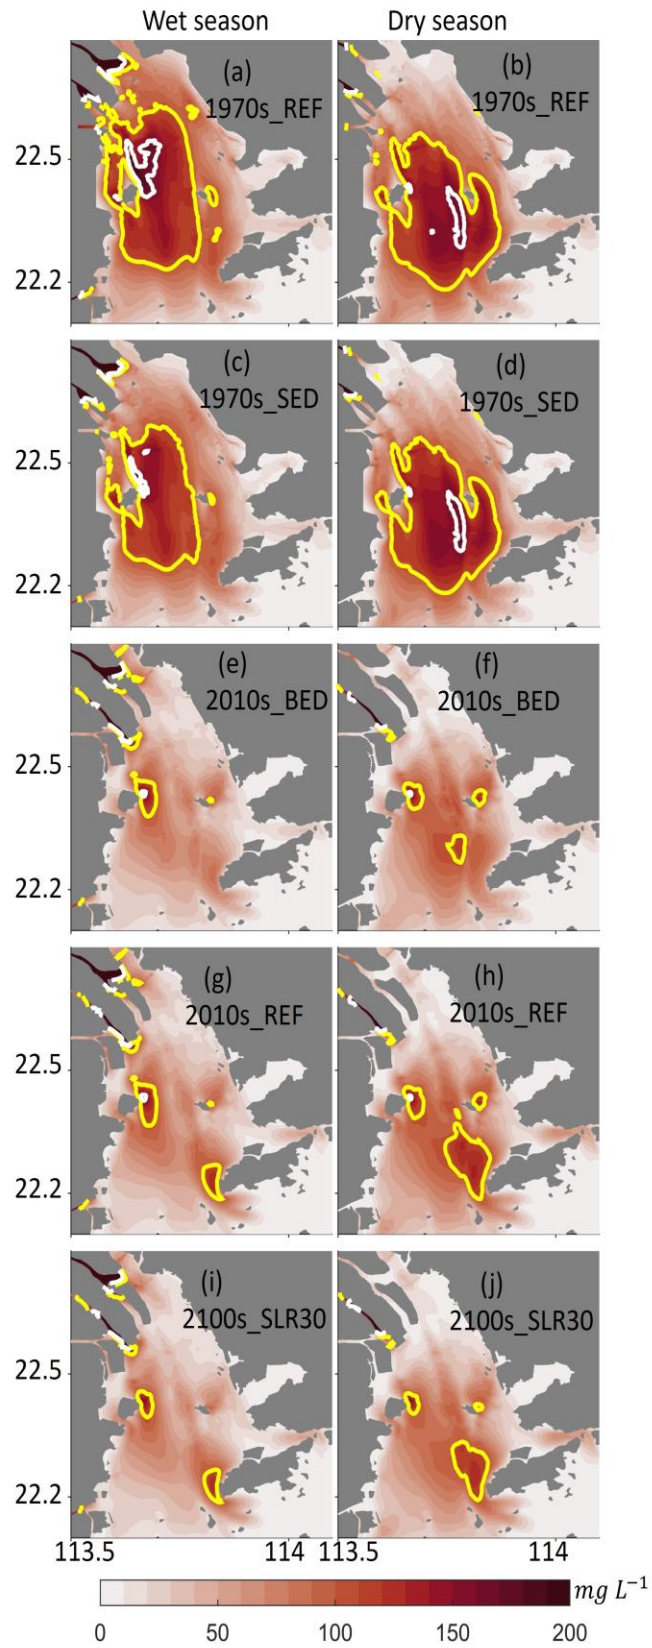 Wet season Dry season
(a) (b)
1970s_REF 1970s_REF
22.5
22.2
(c) (d)
1970s_SED 1970s_SED
22.5
22.2
(e) (f)
2010s_BED 2010s_BED
22.5
22.2
(g) (h)
2010s_REF 2010s_REF
22.5
22.2
(i) (j)
2100s_SLR30 2100s_SLR30
22.5
22.2
113.5 114 113.5 114
mg L⁻¹
0 50 100 150 200